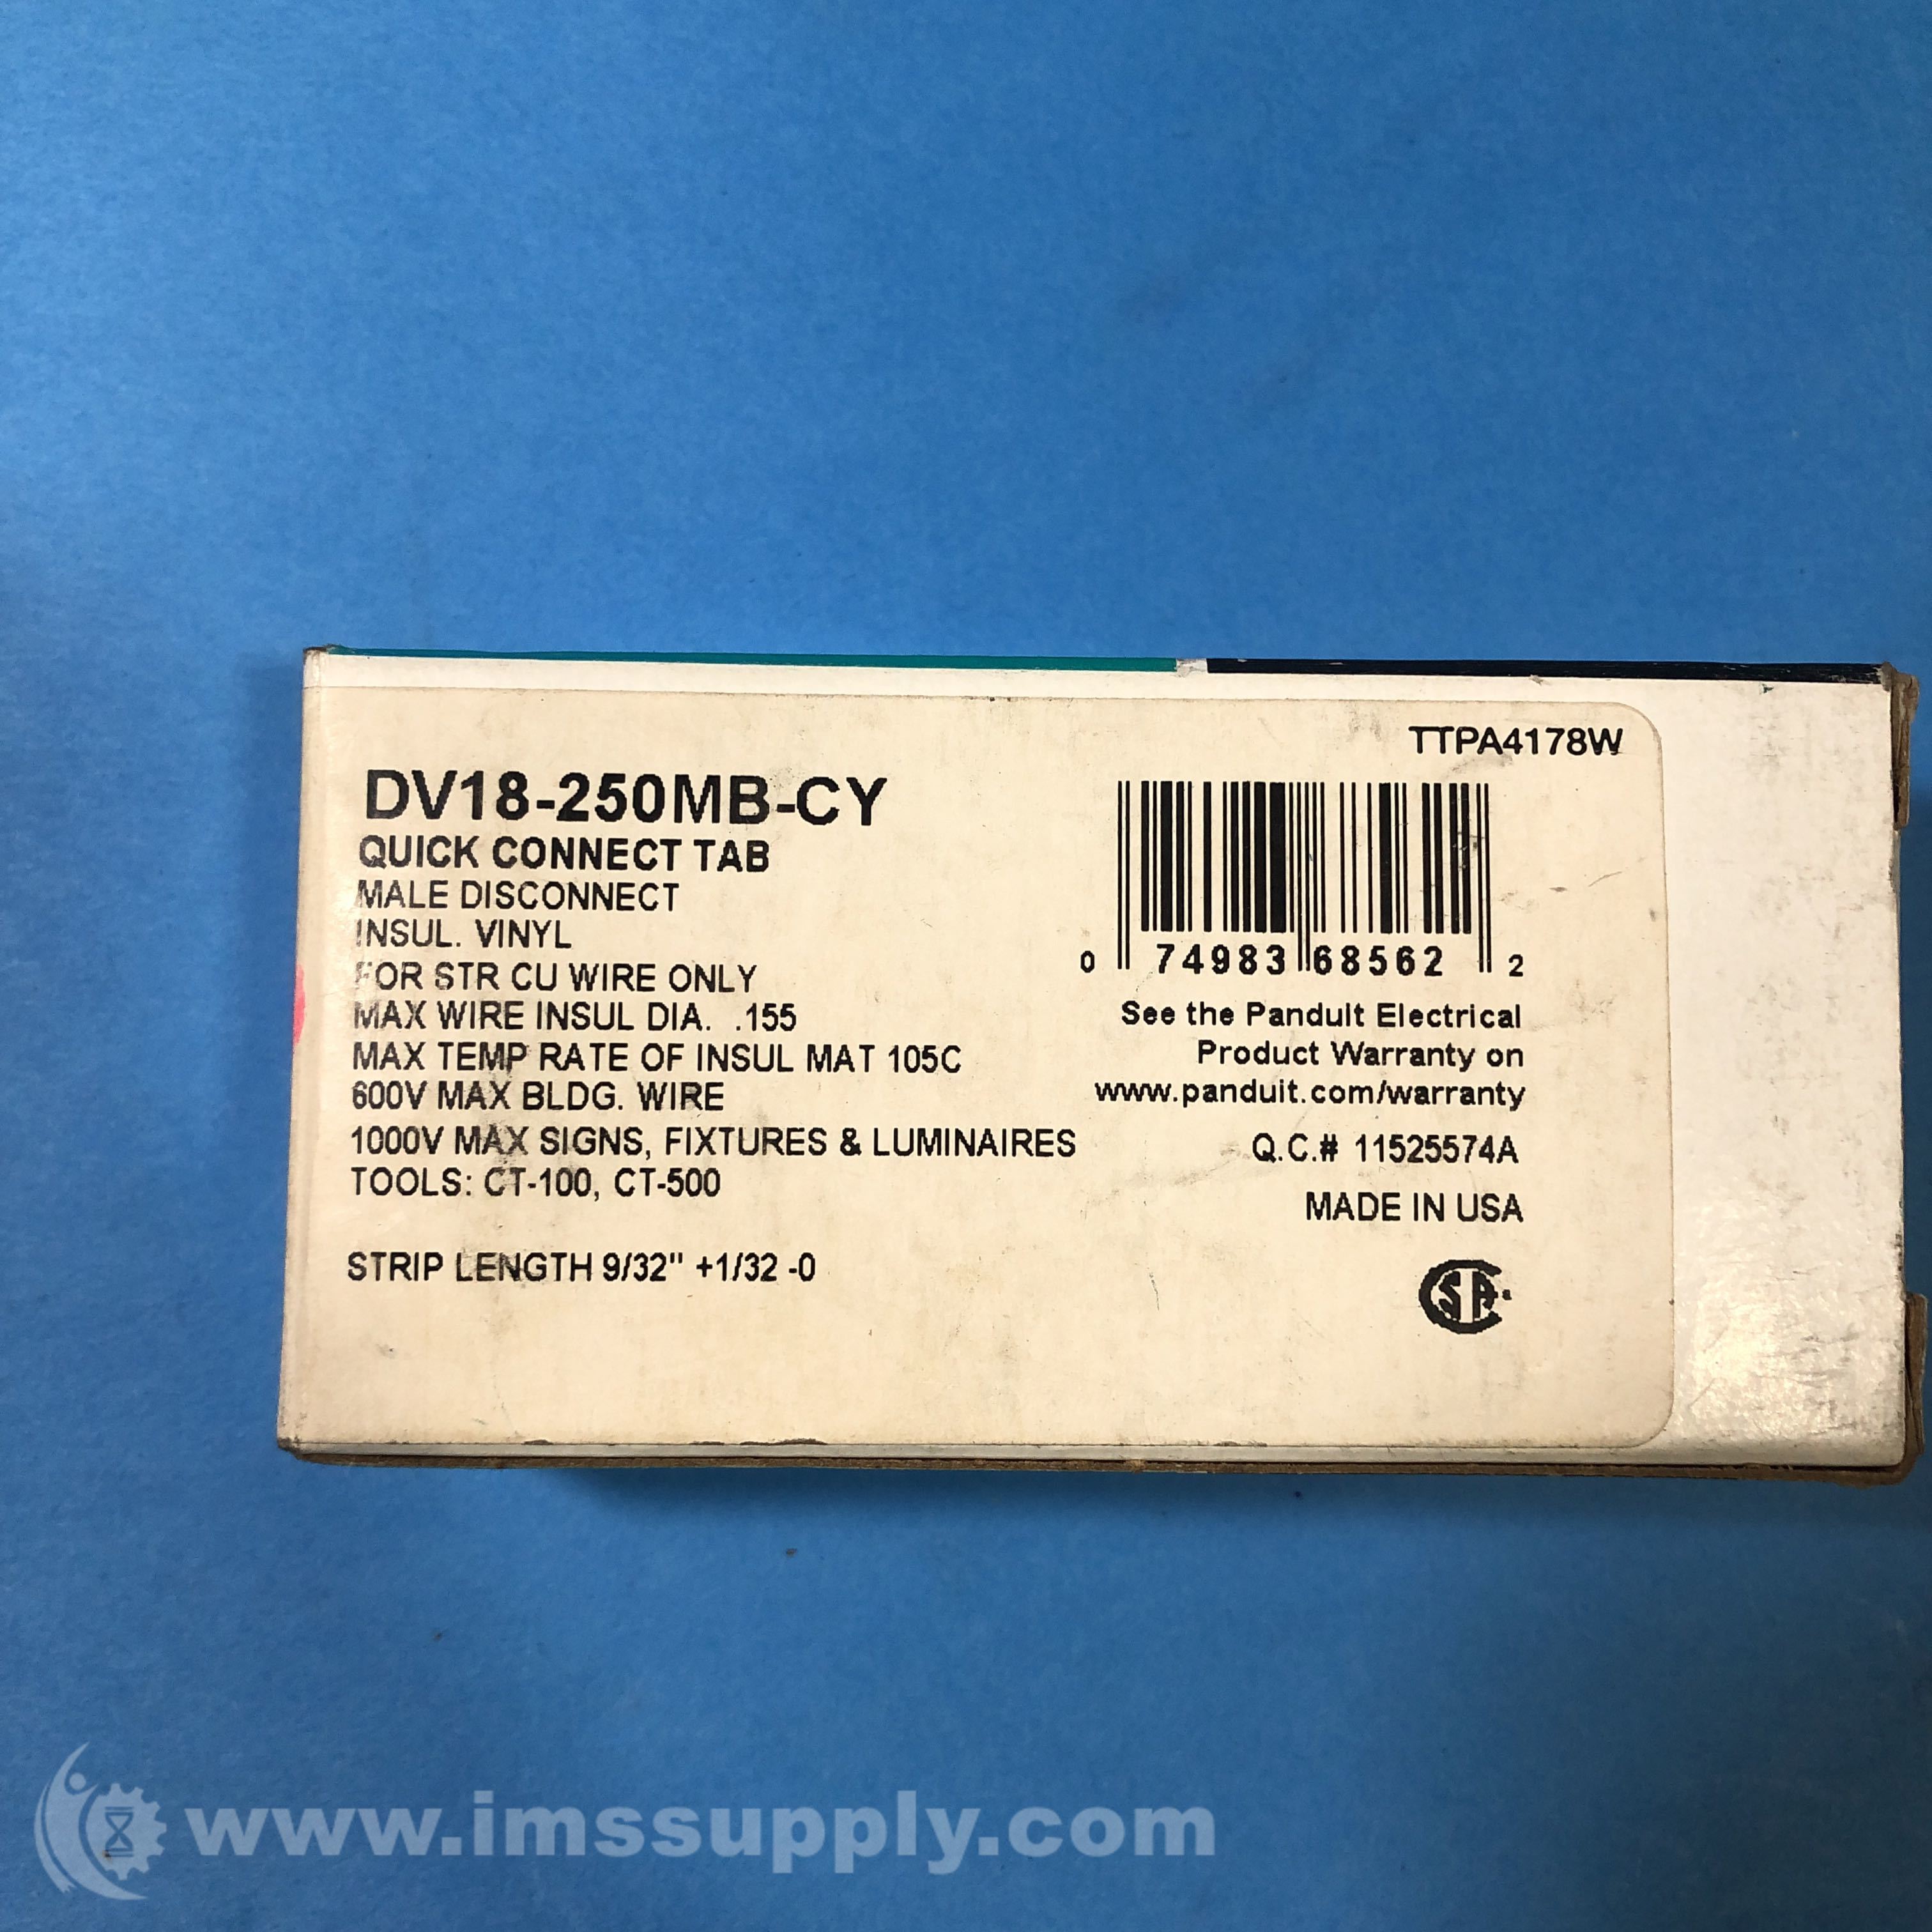 TTPA4178W
DV18-250MB-CY
QUICK CONNECT TAB
MALE DISCONNECT
INSUL. VINYL
FOR STR CU WIRE ONLY
MAX WIRE INSUL DIA. .155
MAX TEMP RATE OF INSUL MAT 105C
600V MAX BLDG. WIRE
1000V MAX SIGNS, FIXTURES & LUMINAIRES
TOOLS: CT-100, CT-500
STRIP LENGTH 9/32" +1/32 -0
0 74983 68562 2
See the Panduit Electrical
Product Warranty on
www.panduit.com/warranty
Q.C.# 11525574A
MADE IN USA
CSA
www.imssupply.com